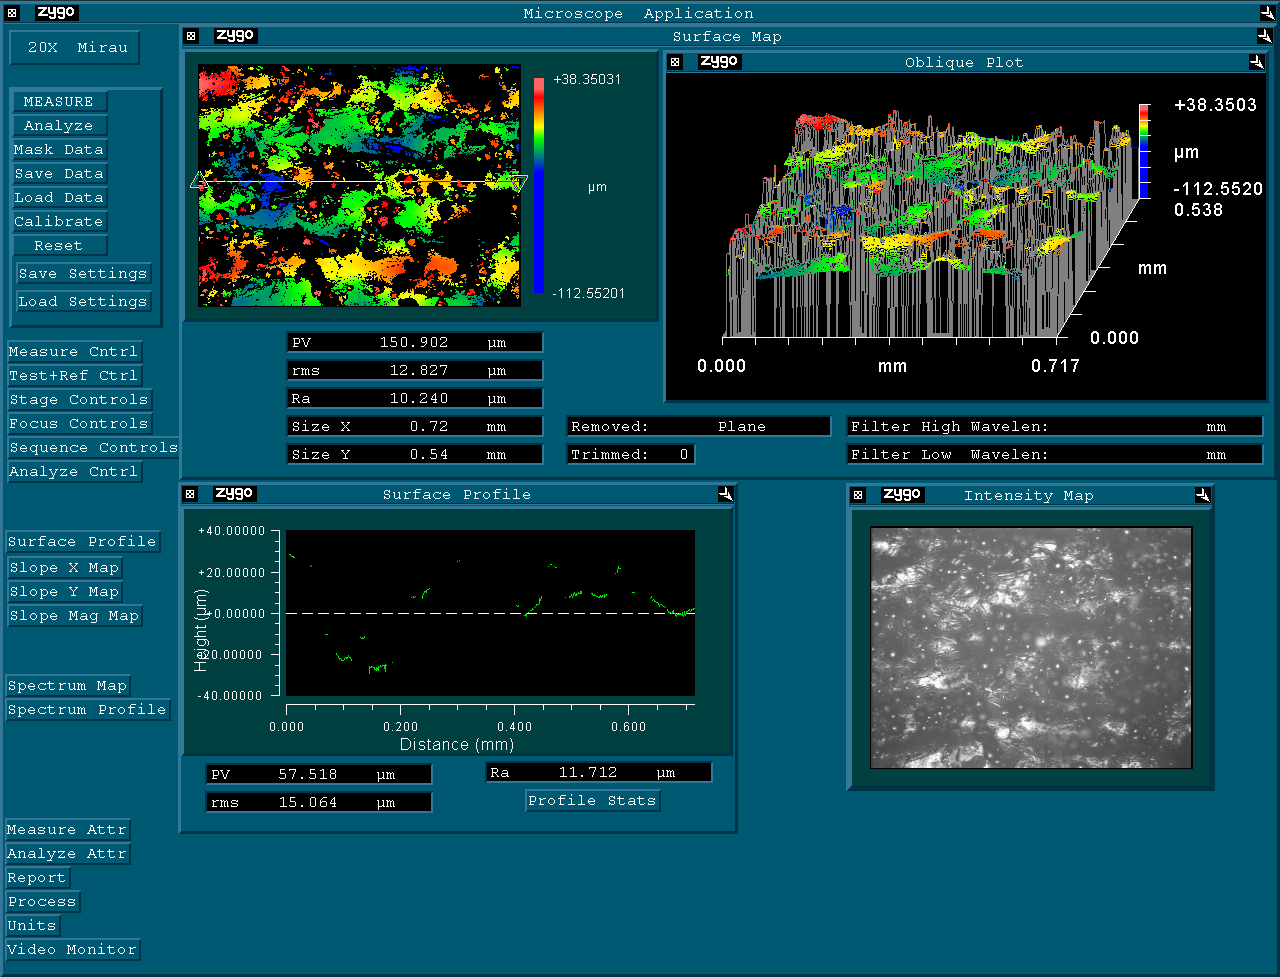 zygo Microscope Application
20X Mirau
MEASURE
Analyze
Mask Data
Save Data
Load Data
Calibrate
Reset
Save Settings
Load Settings
Measure Cntrl
Test+Ref Ctrl
Stage Controls
Focus Controls
Sequence Controls
Analyze Cntrl
Surface Profile
Slope X Map
Slope Y Map
Slope Mag Map
Spectrum Map
Spectrum Profile
Measure Attr
Analyze Attr
Report
Process
Units
Video Monitor
zygo Surface Map
+38.35031
µm
-112.55201
zygo Oblique Plot
+38.3503
µm
-112.5520
0.538
mm
0.000
0.000 mm 0.717
PV 150.902 µm
rms 12.827 µm
Ra 10.240 µm
Size X 0.72 mm
Size Y 0.54 mm
Removed: Plane
Trimmed: 0
Filter High Wavelen: mm
Filter Low Wavelen: mm
zygo Surface Profile
+40.00000
+20.00000
+0.00000
-20.00000
-40.00000
Height (µm)
0.000 0.200 0.400 0.600
Distance (mm)
PV 57.518 µm
rms 15.064 µm
Ra 11.712 µm
Profile Stats
zygo Intensity Map